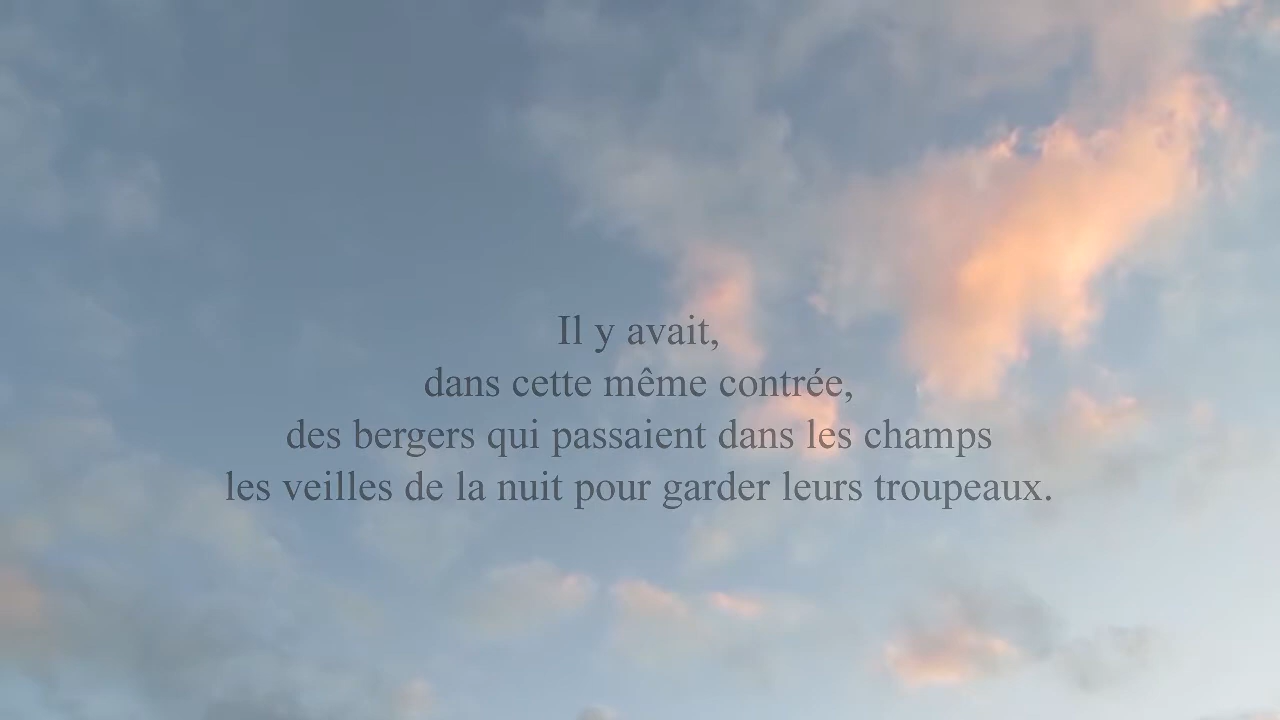 Il y avait,
dans cette même contrée,
des bergers qui passaient dans les champs
les veilles de la nuit pour garder leurs troupeaux.